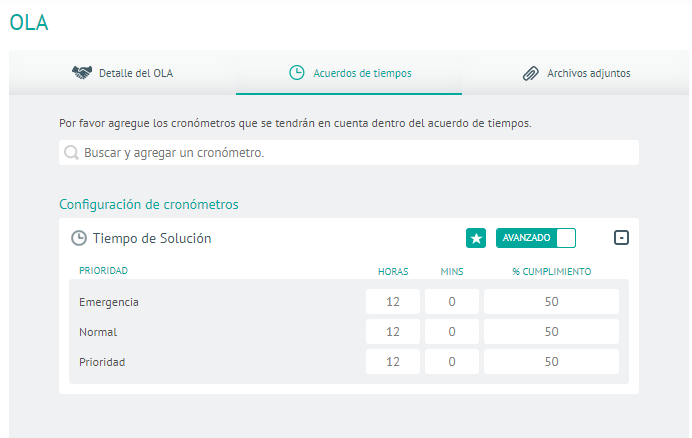 OLA
Detalle del OLA Acuerdos de tiempos Archivos adjuntos
Por favor agregue los cronómetros que se tendrán en cuenta dentro del acuerdo de tiempos.
Buscar y agregar un cronómetro.
Configuración de cronómetros
Tiempo de Solución AVANZADO
PRIORIDAD HORAS MINS % CUMPLIMIENTO
Emergencia 12 0 50
Normal 12 0 50
Prioridad 12 0 50